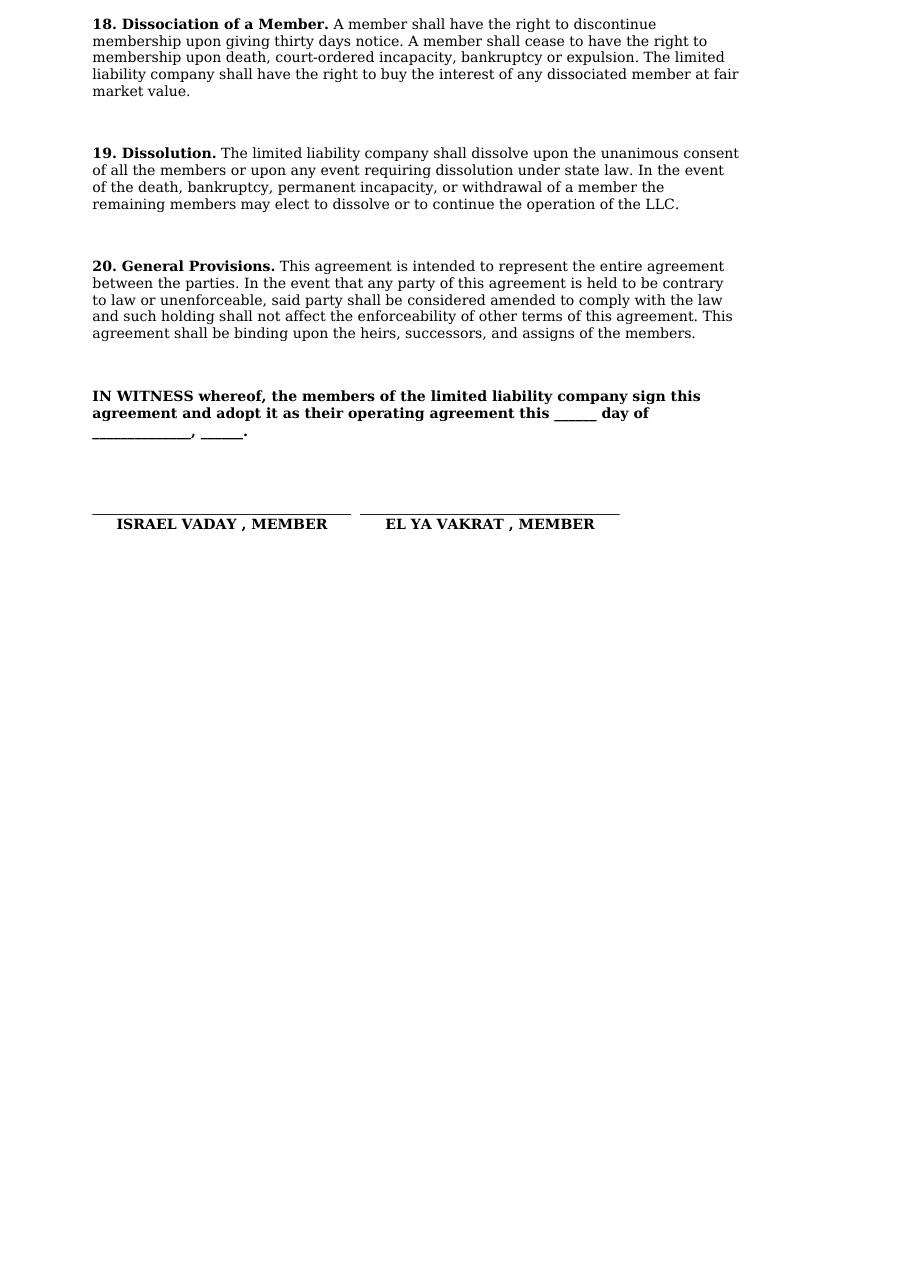 18. Dissociation of a Member. A member shall have the right to discontinue
membership upon giving thirty days notice. A member shall cease to have the right to
membership upon death, court-ordered incapacity, bankruptcy or expulsion. The limited
liability company shall have the right to buy the interest of any dissociated member at fair
market value.
19. Dissolution. The limited liability company shall dissolve upon the unanimous consent
of all the members or upon any event requiring dissolution under state law. In the event
of the death, bankruptcy, permanent incapacity, or withdrawal of a member the
remaining members may elect to dissolve or to continue the operation of the LLC.
20. General Provisions. This agreement is intended to represent the entire agreement
between the parties. In the event that any party of this agreement is held to be contrary
to law or unenforceable, said party shall be considered amended to comply with the law
and such holding shall not affect the enforceability of other terms of this agreement. This
agreement shall be binding upon the heirs, successors, and assigns of the members.
IN WITNESS whereof, the members of the limited liability company sign this
agreement and adopt it as their operating agreement this ______ day of
______________, ______.
ISRAEL VADAY , MEMBER EL YA VAKRAT , MEMBER